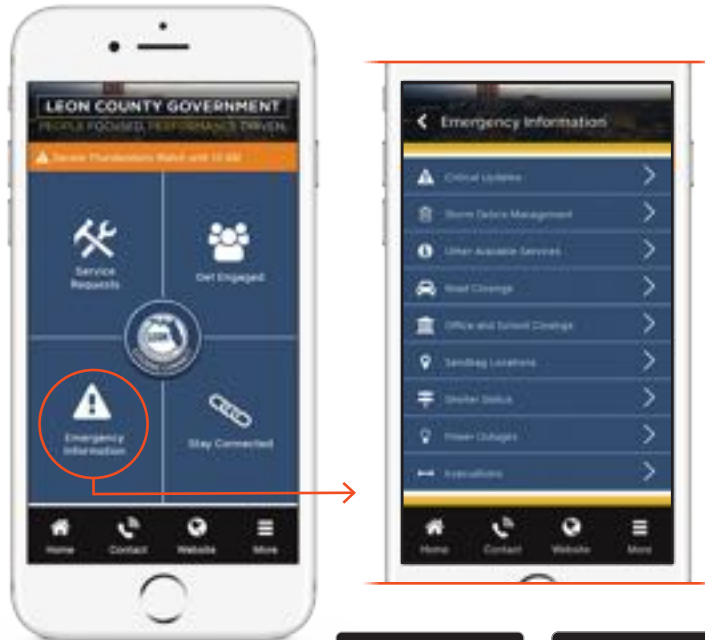 LEON COUNTY GOVERNMENT
PEOPLE FOCUSED. PERFORMANCE DRIVEN.
Severe Thunderstorm Watch until 10 AM
Service
Requests
Get Engaged
LEON
Emergency
Information
Stay Connected
Home
Contact
Website
More
Emergency Information
Critical Updates
Storm Debris Management
Other Available Services
Road Closings
Office and School Closings
Sandbag Locations
Shelter Status
Power Outages
Evacuations
Home
Contact
Website
More